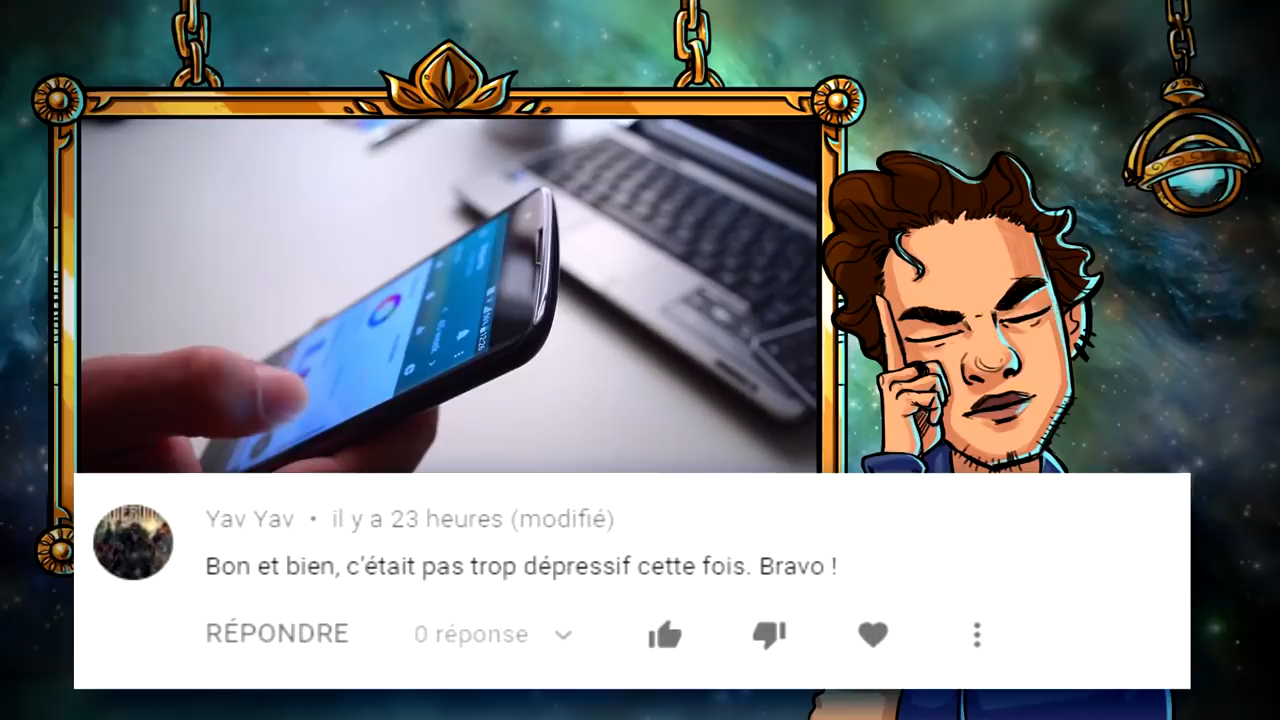 Yav Yav • il y a 23 heures (modifié)
Bon et bien, c'était pas trop dépressif cette fois. Bravo !
RÉPONDRE 0 réponse